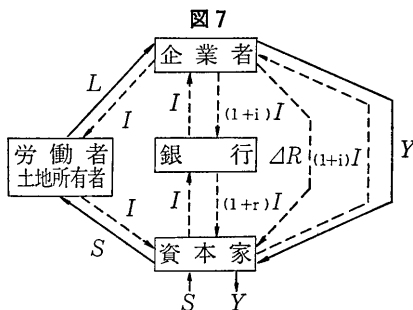 図7
企業者
L
I
I
(1+i)I
労働者
土地所有者
銀行
ΔR
(1+i)I
Y
I
I
(1+r)I
S
資本家
S
Y